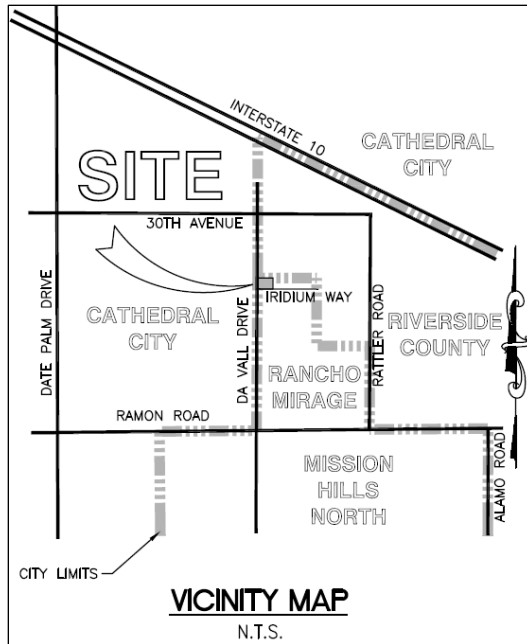 INTERSTATE 10
CATHEDRAL
CITY
SITE
30TH AVENUE
IRIDIUM WAY
CATHEDRAL
CITY
DATE PALM DRIVE
DA VALL DRIVE
RATTLER ROAD
RIVERSIDE
COUNTY
RANCHO
MIRAGE
RAMON ROAD
MISSION
HILLS
NORTH
ALAMO ROAD
CITY LIMITS
VICINITY MAP
N.T.S.